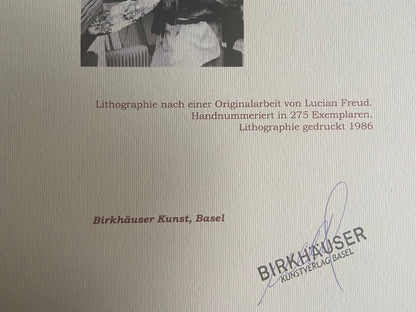 Lithographie nach einer Originalarbeit von Lucian Freud.
Handnummeriert in 275 Exemplaren.
Lithographie gedruckt 1986
Birkhäuser Kunst, Basel
BIRKHÄUSER
KUNSTVERLAG BASEL